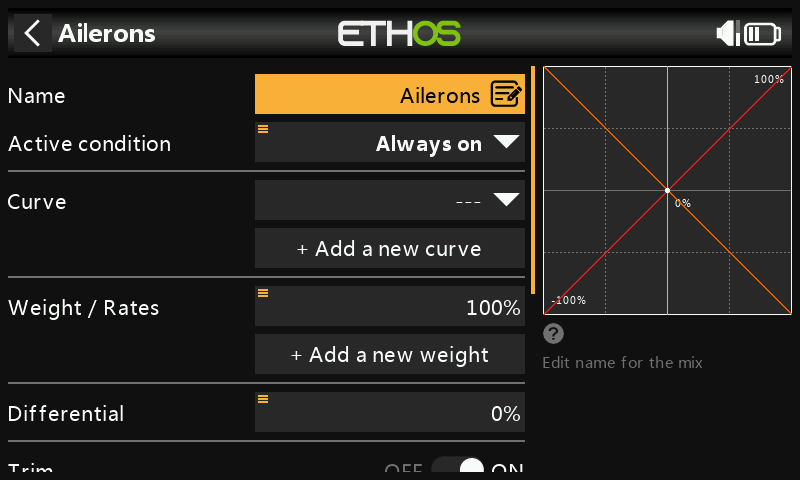 Ailerons
ETHOS
Name
Ailerons
Active condition
Always on
Curve
---
+ Add a new curve
Weight / Rates
100%
+ Add a new weight
Differential
0%
Trim
OFF
ON
100%
0%
-100%
?
Edit name for the mix